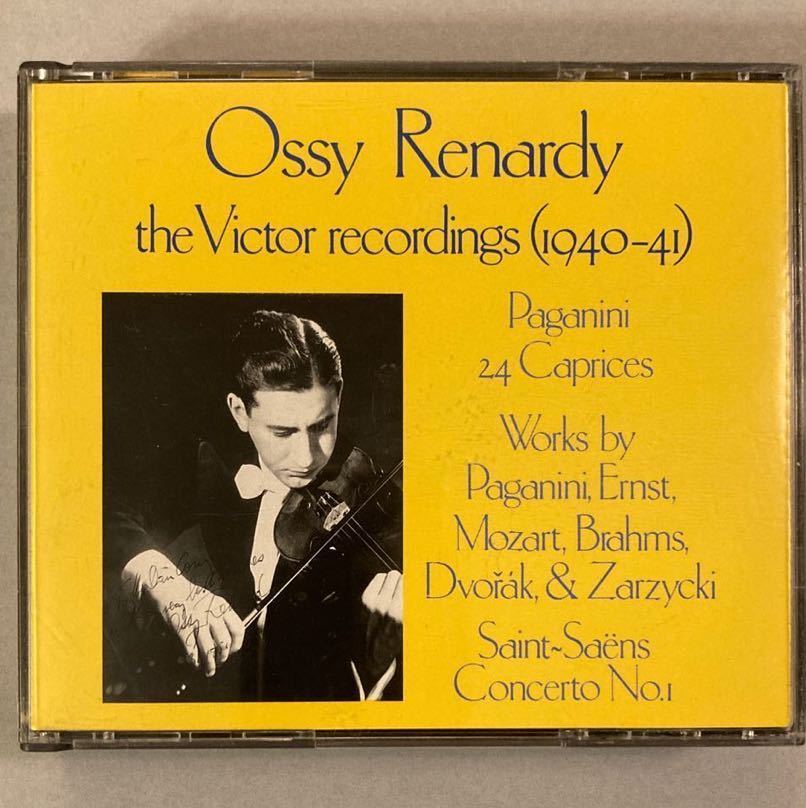 Ossy Renardy
the Victor recordings (1940-41)
Paganini
24 Caprices
Works by
Paganini, Ernst,
Mozart, Brahms,
Dvořák, & Zarzycki
Saint~Saëns
Concerto No.1